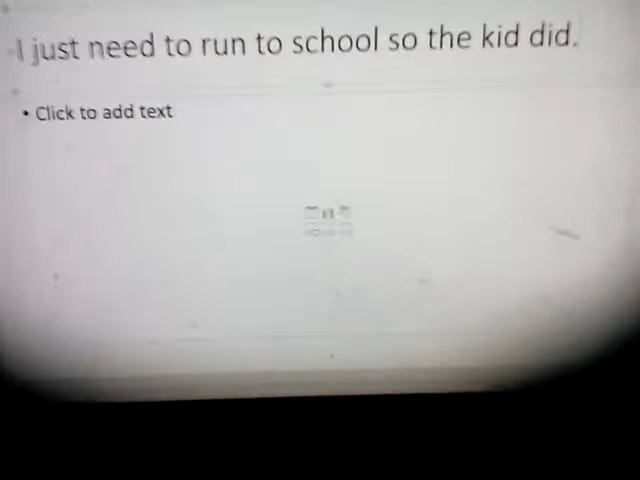 I just need to run to school so the kid did.
• Click to add text